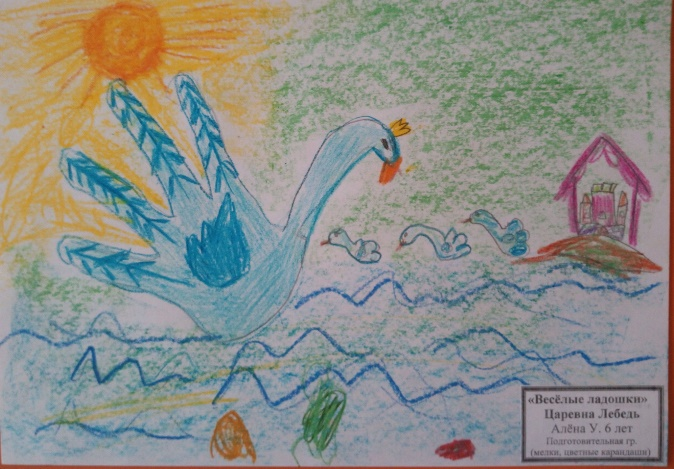 «Весёлые ладошки»
Царевна Лебедь
Алёна У. 6 лет
Подготовительная гр.
(мелки, цветные карандаши)